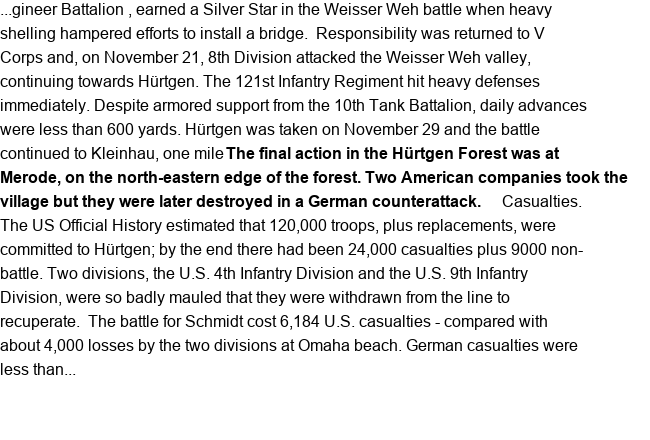 ...gineer Battalion , earned a Silver Star in the Weisser Weh battle when heavy
shelling hampered efforts to install a bridge.  Responsibility was returned to V
Corps and, on November 21, 8th Division attacked the Weisser Weh valley,
continuing towards Hürtgen. The 121st Infantry Regiment hit heavy defenses
immediately. Despite armored support from the 10th Tank Battalion, daily advances
were less than 600 yards. Hürtgen was taken on November 29 and the battle
continued to Kleinhau, one mile The final action in the Hürtgen Forest was at
Merode, on the north-eastern edge of the forest. Two American companies took the
village but they were later destroyed in a German counterattack.     Casualties.
The US Official History estimated that 120,000 troops, plus replacements, were
committed to Hürtgen; by the end there had been 24,000 casualties plus 9000 non-
battle. Two divisions, the U.S. 4th Infantry Division and the U.S. 9th Infantry
Division, were so badly mauled that they were withdrawn from the line to
recuperate.  The battle for Schmidt cost 6,184 U.S. casualties - compared with
about 4,000 losses by the two divisions at Omaha beach. German casualties were
less than...